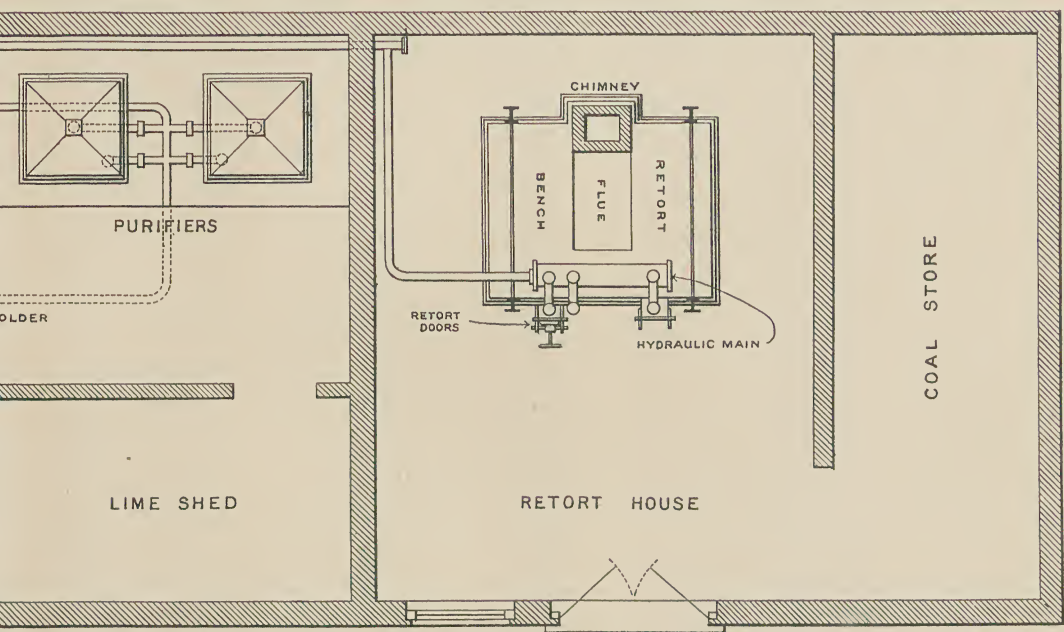 CHIMNEY
BENCH
FLUE
RETORT
PURIFIERS
OLDER
RETORT
DOORS
HYDRAULIC MAIN
COAL STORE
LIME SHED
RETORT HOUSE